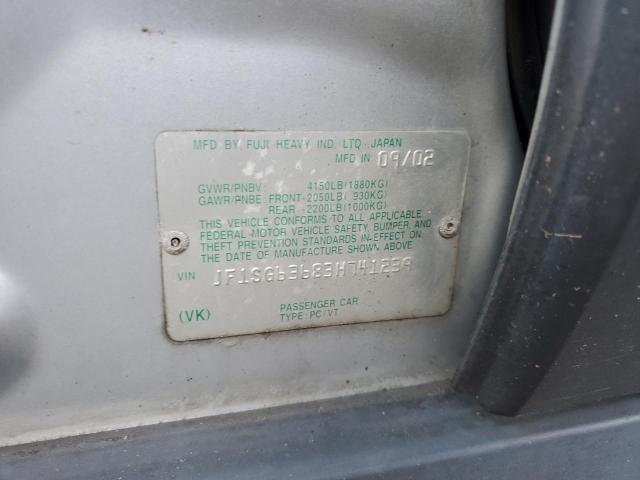 MFD BY FUJI HEAVY IND. LTD. JAPAN
MFD IN 09/02
GVWR/PNBV : 4150LB(1880KG)
GAWR/PNBE: FRONT-2050LB( 930KG)
REAR -2200LB(1000KG)
THIS VEHICLE CONFORMS TO ALL APPLICABLE
FEDERAL MOTOR VEHICLE SAFETY, BUMPER, AND
THEFT PREVENTION STANDARDS IN-EFFECT ON
THE DATE OF MANUFACTURE SHOWN ABOVE.
VIN JF1SG63683H741239
PASSENGER CAR
(VK) TYPE PC/VT